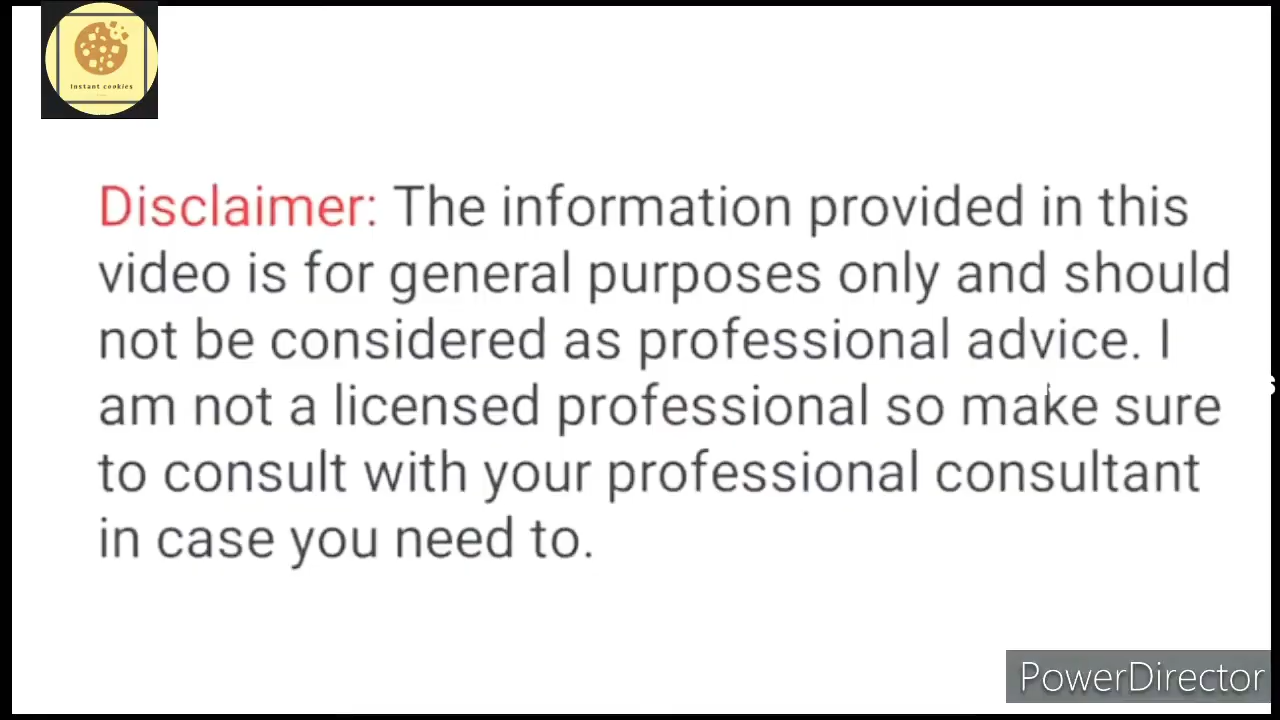 Instant cookies
Disclaimer: The information provided in this
video is for general purposes only and should
not be considered as professional advice. I
am not a licensed professional so make sure
to consult with your professional consultant
in case you need to.
PowerDirector